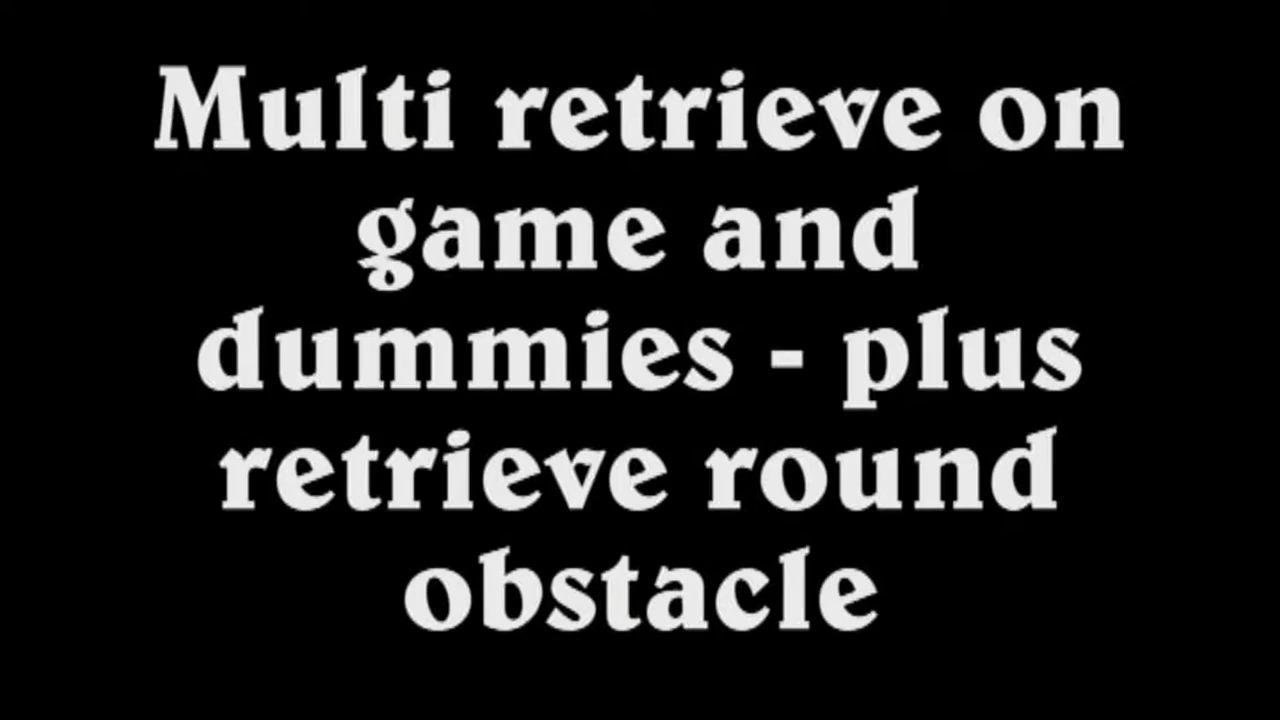 Multi retrieve on
game and
dummies - plus
retrieve round
obstacle